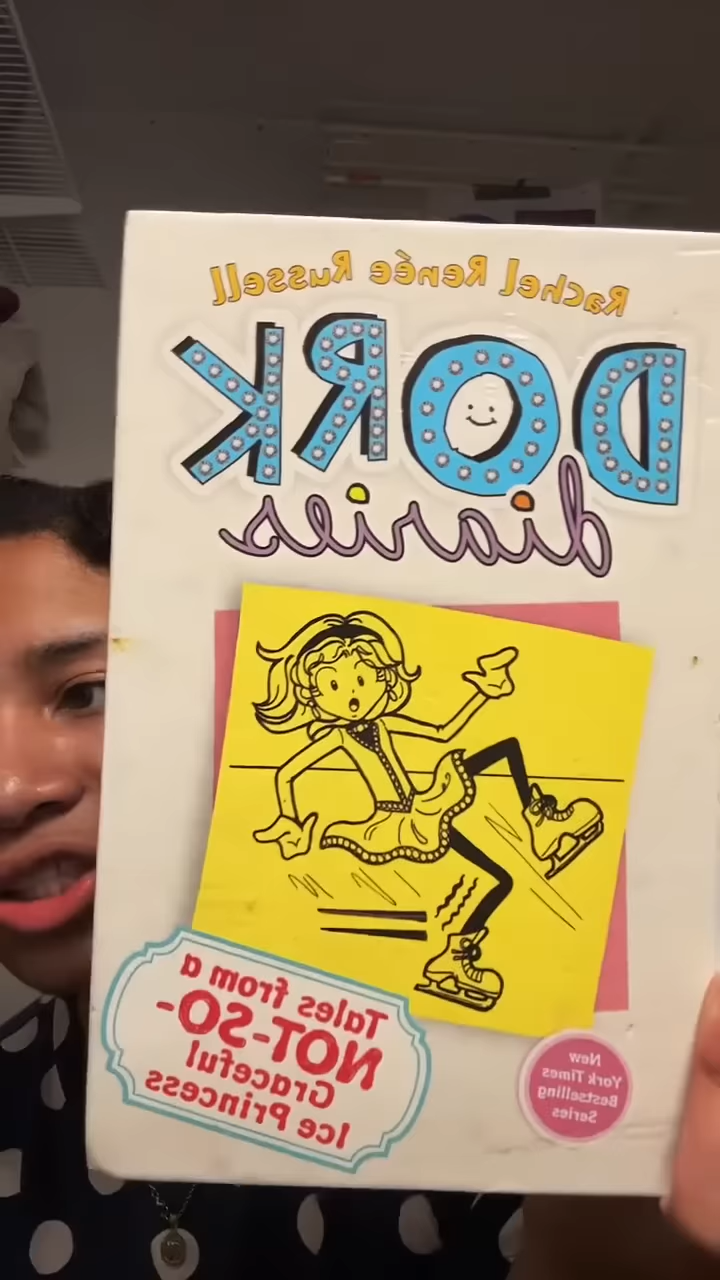 Rachel Renée Russell
DORK
diaries
Tales from a
NOT-SO-
Graceful
Ice Princess
New
York Times
Bestselling
Series